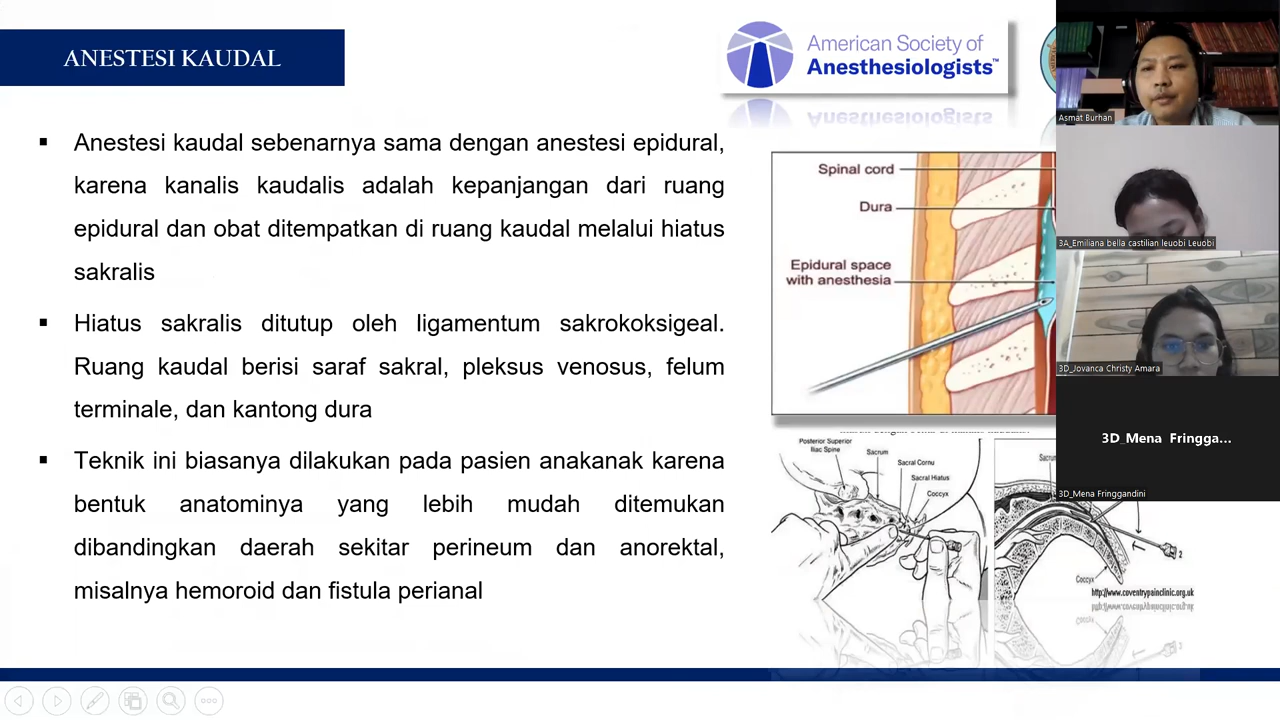 ANESTESI KAUDAL
American Society of
Anesthesiologists™
Anestesi kaudal sebenarnya sama dengan anestesi epidural,
karena kanalis kaudalis adalah kepanjangan dari ruang
epidural dan obat ditempatkan di ruang kaudal melalui hiatus
sakralis
Hiatus sakralis ditutup oleh ligamentum sakrokoksigeal.
Ruang kaudal berisi saraf sakral, pleksus venosus, felum
terminale, dan kantong dura
Teknik ini biasanya dilakukan pada pasien anakanak karena
bentuk anatominya yang lebih mudah ditemukan
dibandingkan daerah sekitar perineum dan anorektal,
misalnya hemoroid dan fistula perianal
Spinal cord
Dura
Epidural space
with anesthesia
Posterior Superior
Iliac Spine
Sacrum
Sacral Cornu
Sacral Hiatus
Coccyx
Coccyx
2
http://www.coventrypainclinic.org.uk
Asmat Burhan
3A_Emiliana bella castilian leuobi Leuobi
3D_Jovanca Christy Amara
3D_Mena Fringga...
3D_Mena Fringgandini